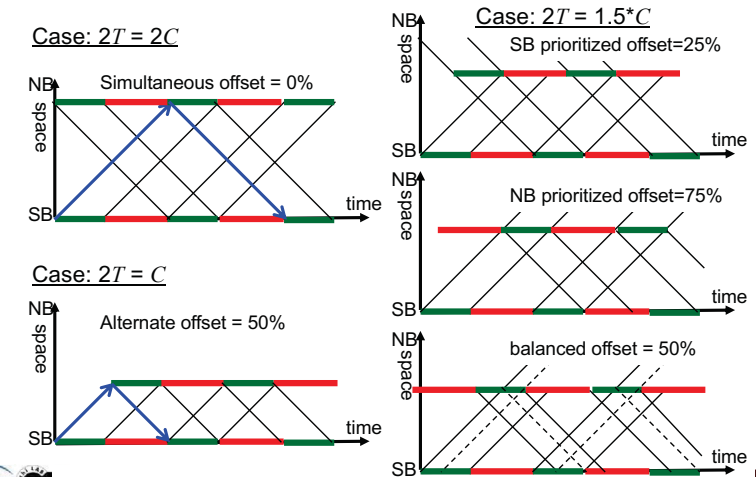 Case: 2T = 2C
NB
space
Simultaneous offset = 0%
SB
time
Case: 2T = C
NB
space
Alternate offset = 50%
SB
time
Case: 2T = 1.5*C
NB
space
SB prioritized offset=25%
SB
time
NB
space
NB prioritized offset=75%
SB
time
NB
space
balanced offset = 50%
SB
time